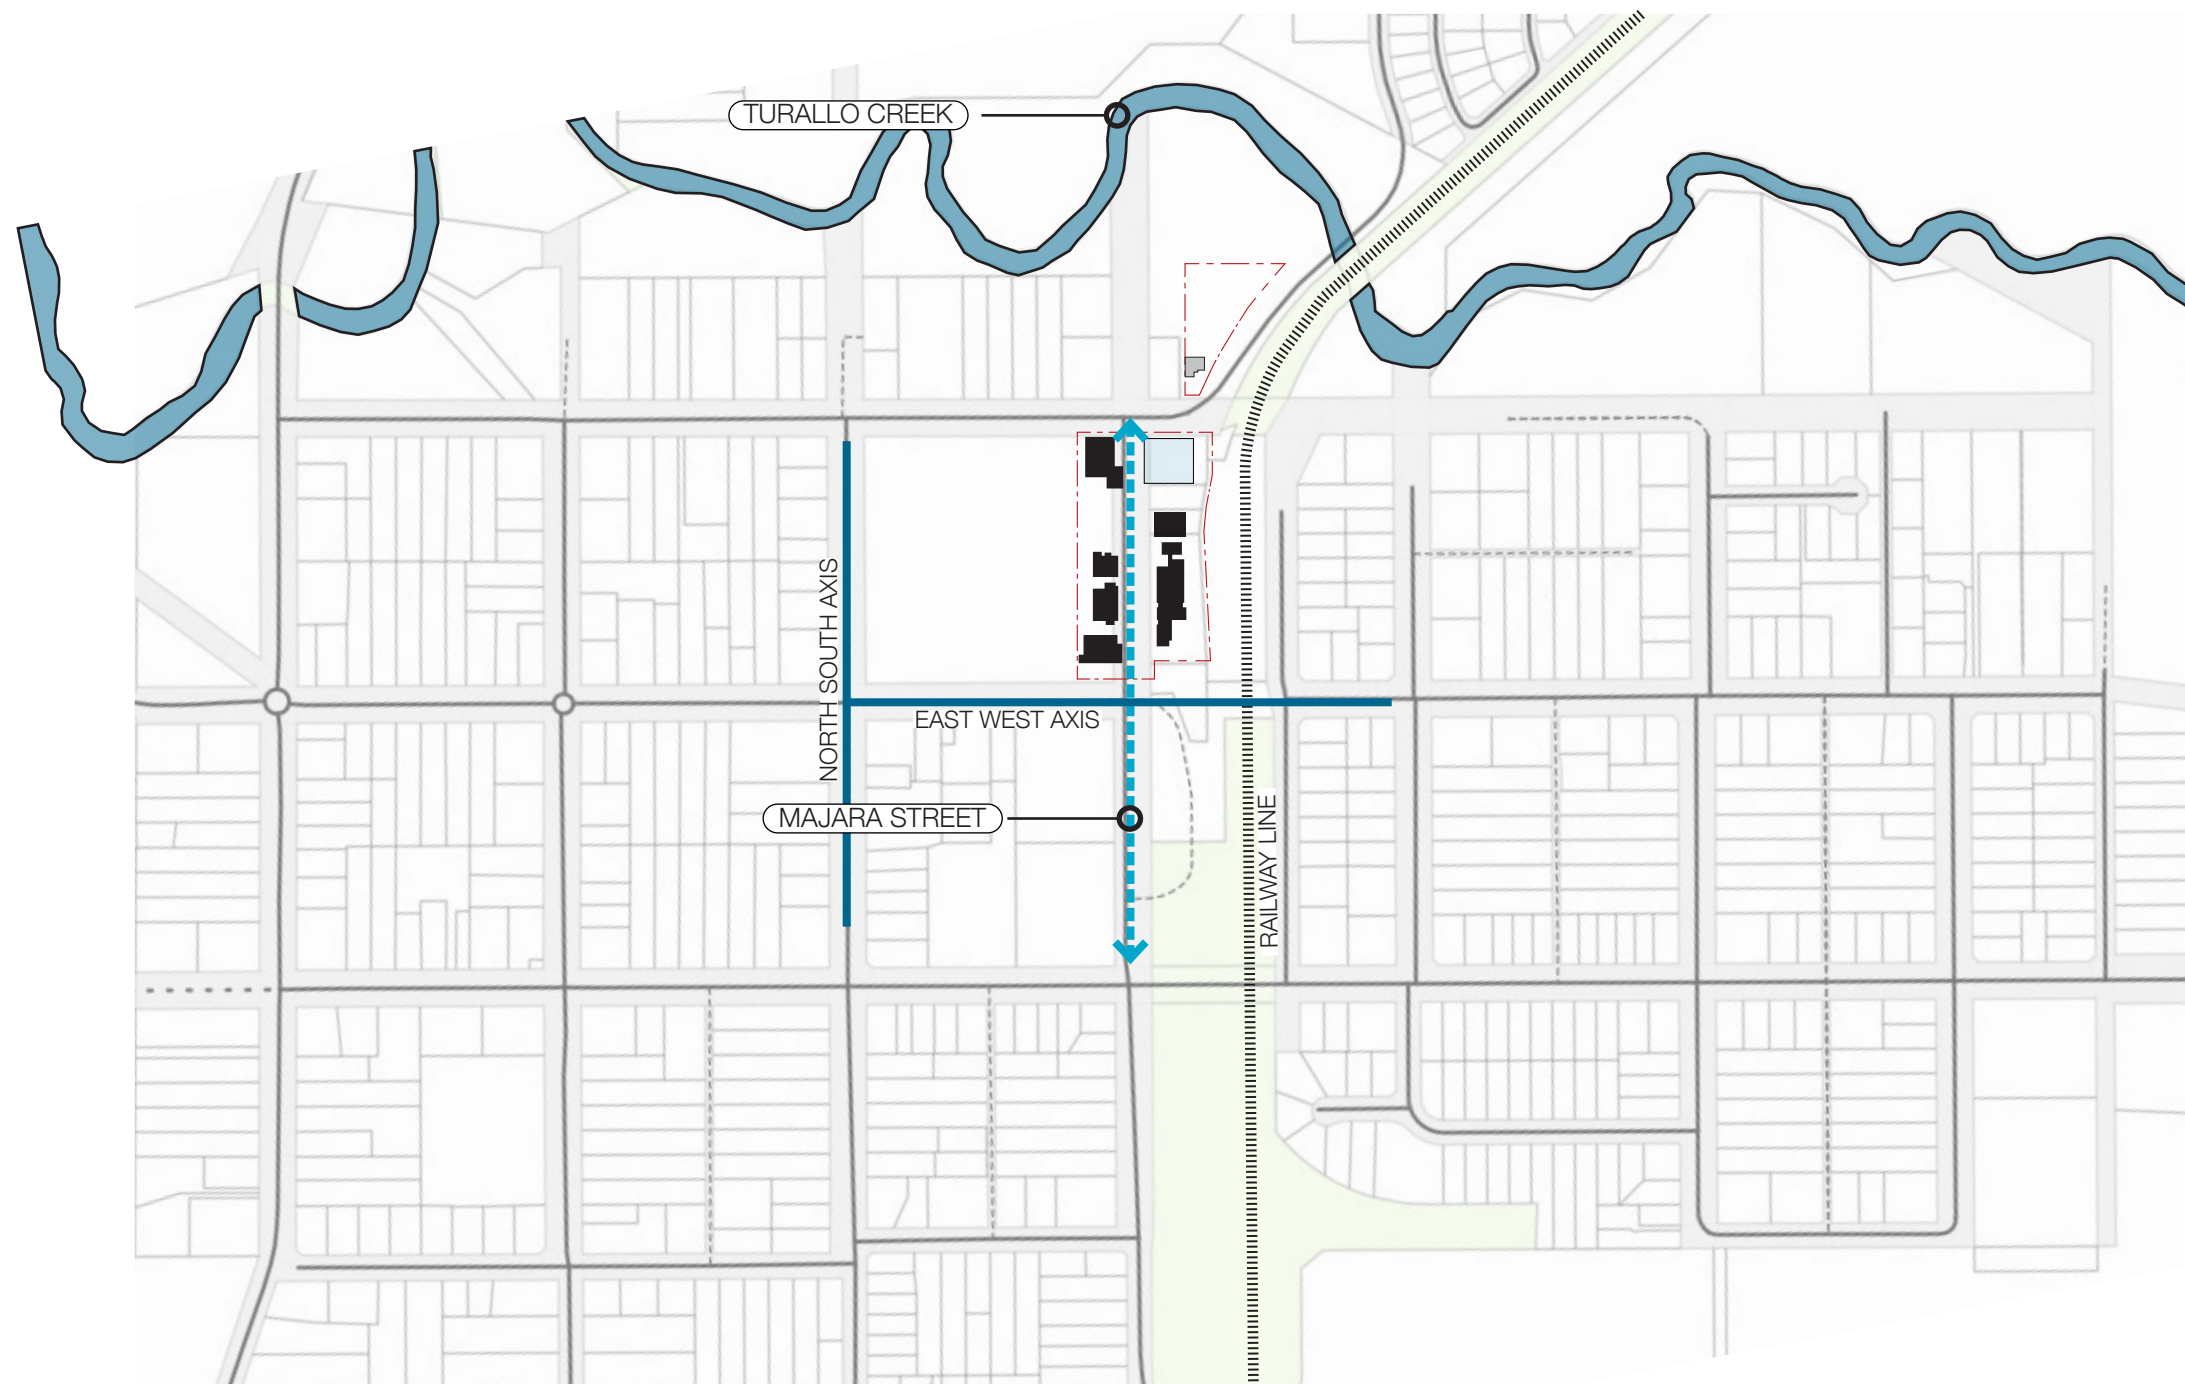 TURALLO CREEK
NORTH SOUTH AXIS
EAST WEST AXIS
MAJARA STREET
RAILWAY LINE